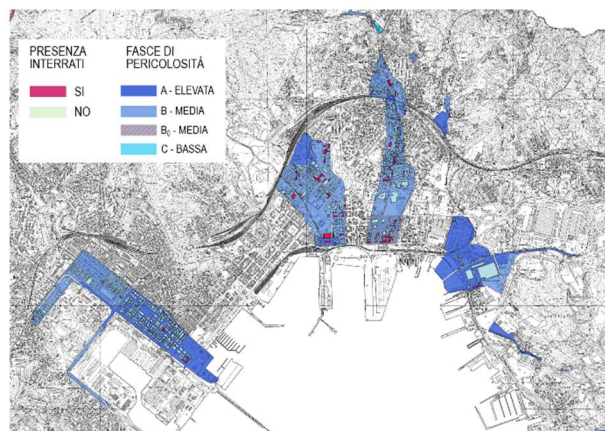 PRESENZA
INTERRATI
SI
NO
FASCE DI
PERICOLOSITÀ
A - ELEVATA
B - MEDIA
B₀ - MEDIA
C - BASSA